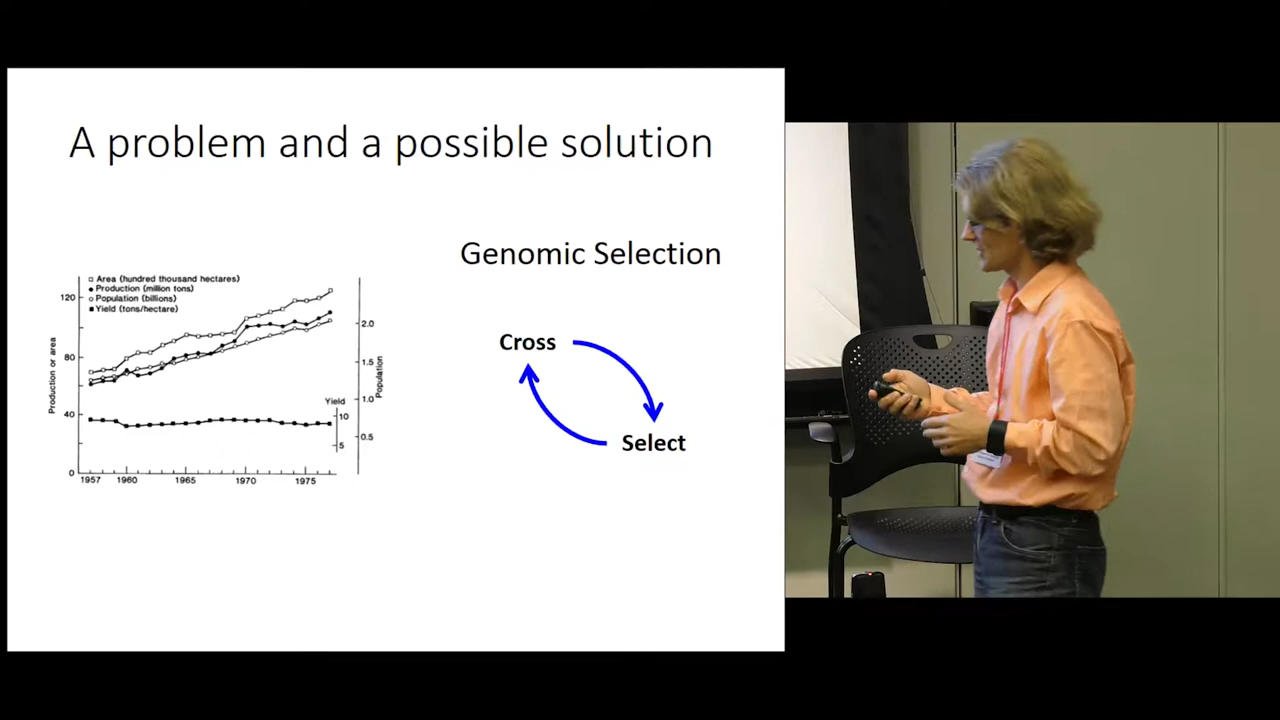 A problem and a possible solution
Genomic Selection
Cross
Select
Area (hundred thousand hectares)
Production (million tons)
Population (billions)
Yield (tons/hectare)
120
80
40
0
Production or area
1957
1960
1965
1970
1975
Yield
10
5
2.0
1.5
1.0
0.5
Population